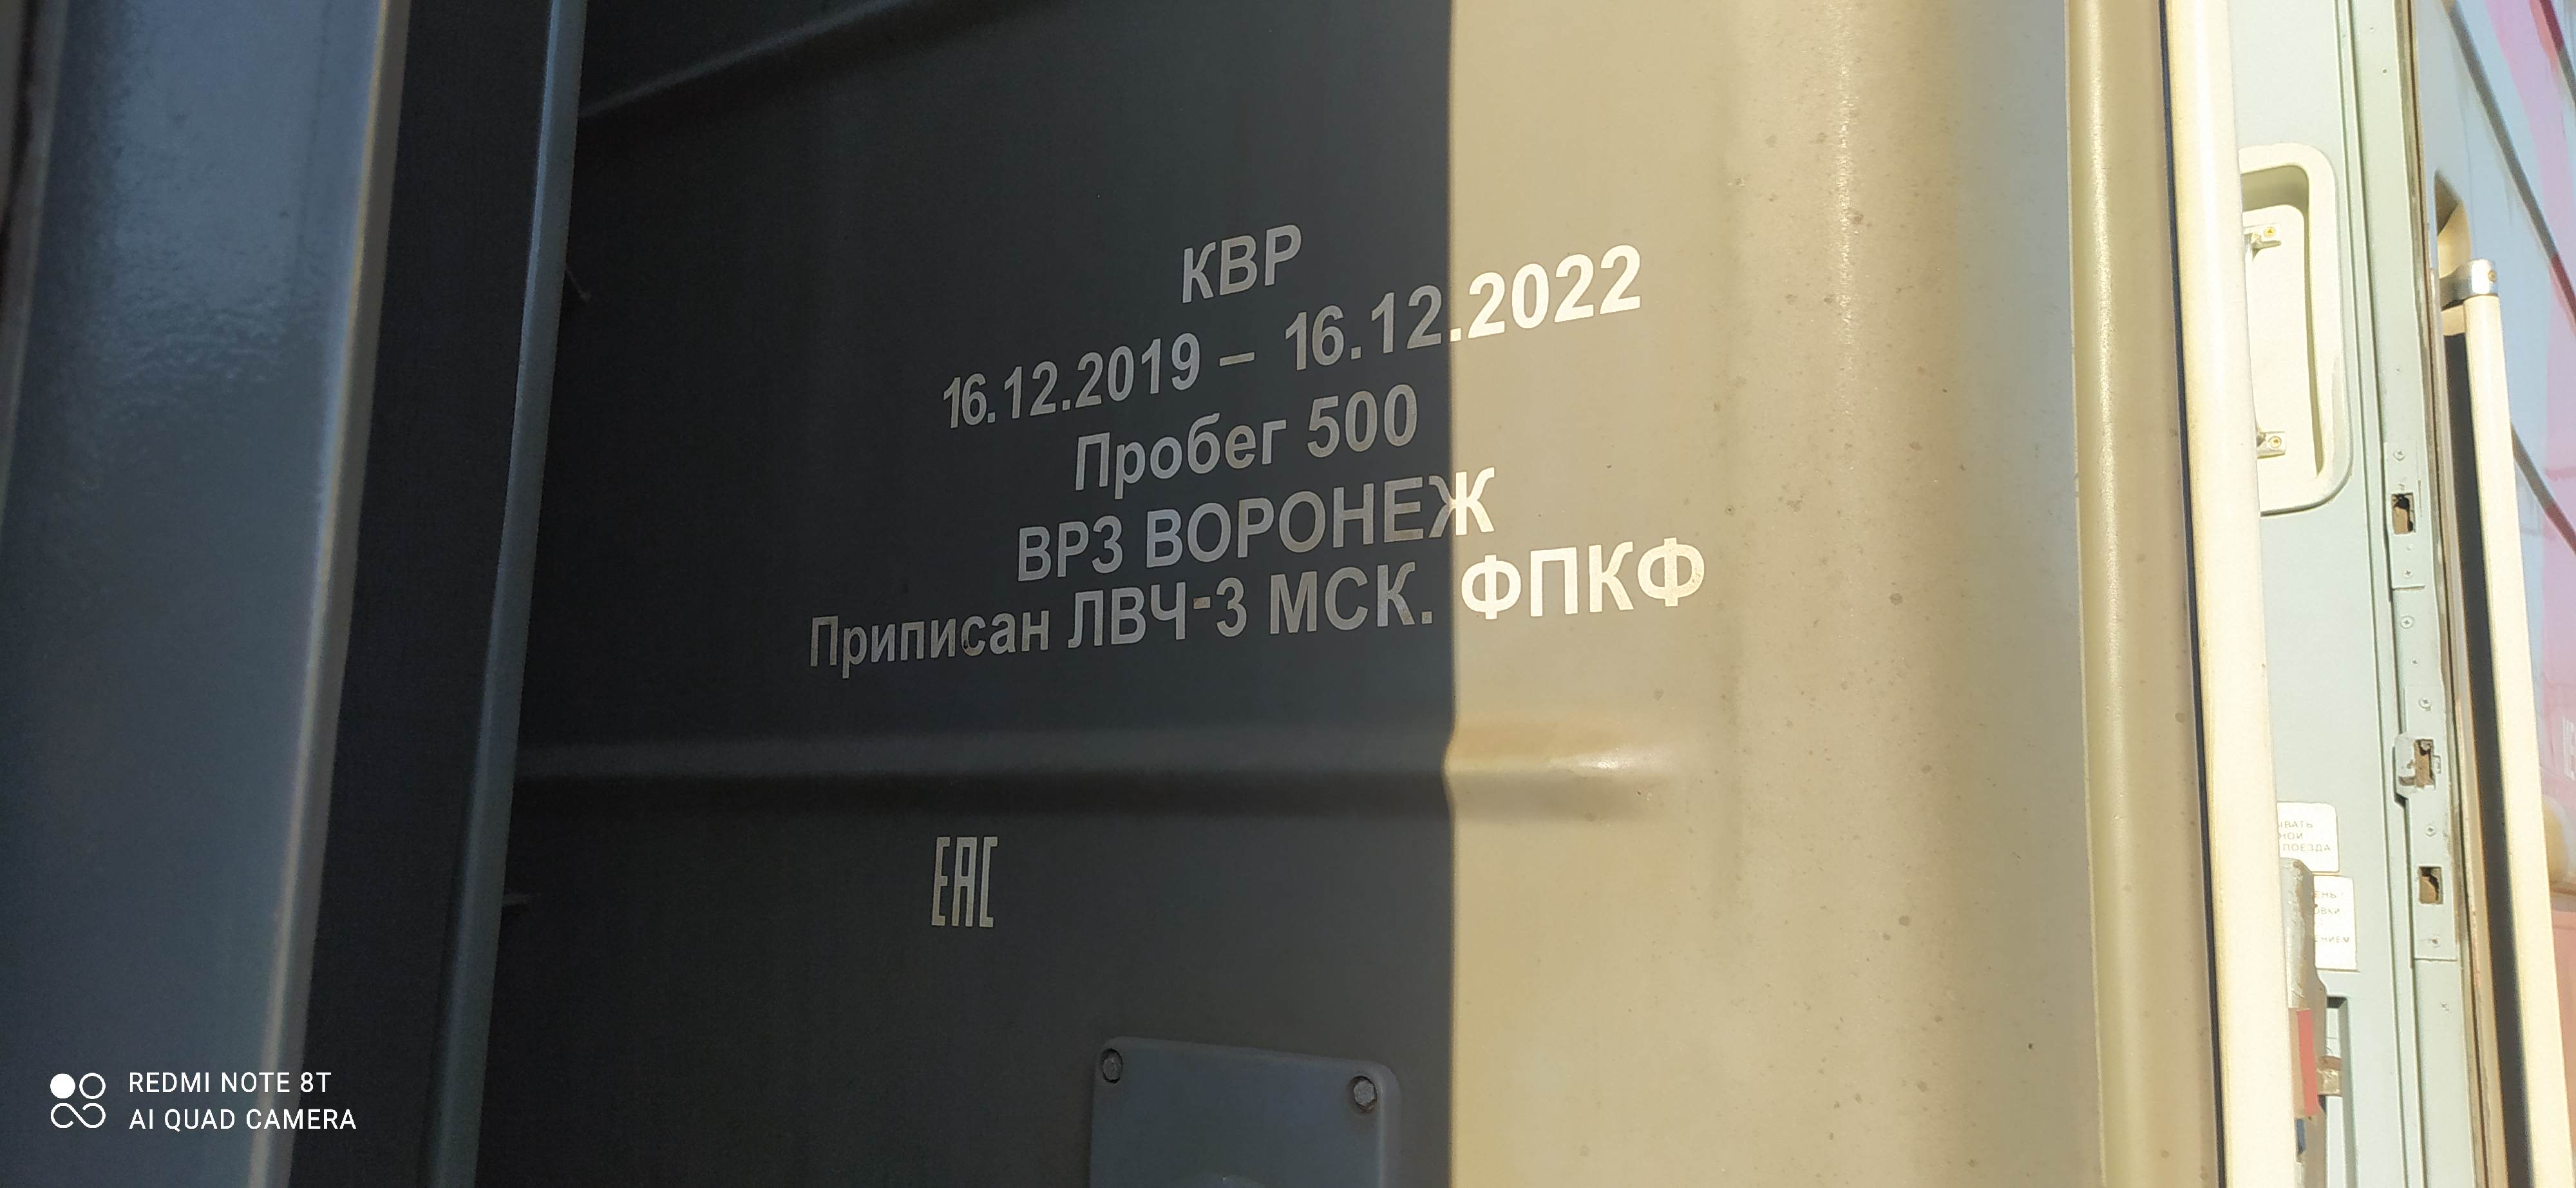 КВР
16.12.2019 – 16.12.2022
Пробег 500
ВРЗ ВОРОНЕЖ
Приписан ЛВЧ-3 МСК. ФПКФ
ЕАС
ПОЕЗДА
REDMI NOTE 8T
AI QUAD CAMERA